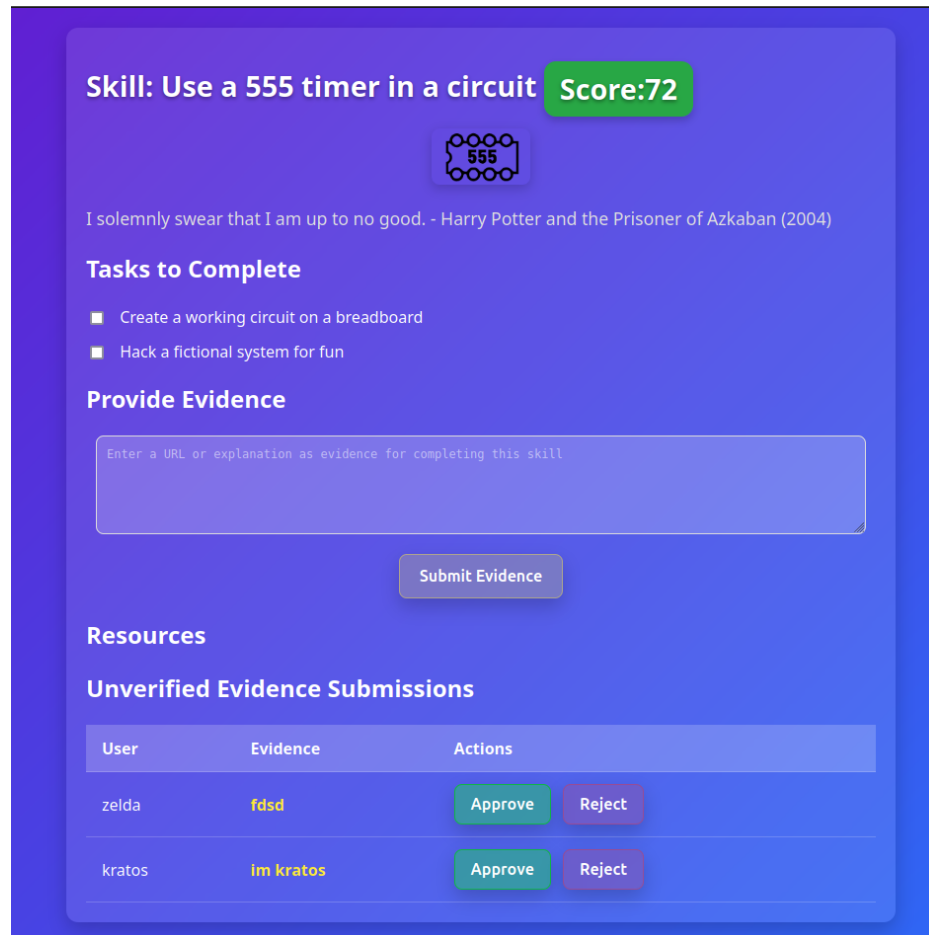 Skill: Use a 555 timer in a circuit Score:72
555
I solemnly swear that I am up to no good. - Harry Potter and the Prisoner of Azkaban (2004)
Tasks to Complete
Create a working circuit on a breadboard
Hack a fictional system for fun
Provide Evidence
Enter a URL or explanation as evidence for completing this skill
Submit Evidence
Resources
Unverified Evidence Submissions
User Evidence Actions
zelda fdsd Approve Reject
kratos im kratos Approve Reject